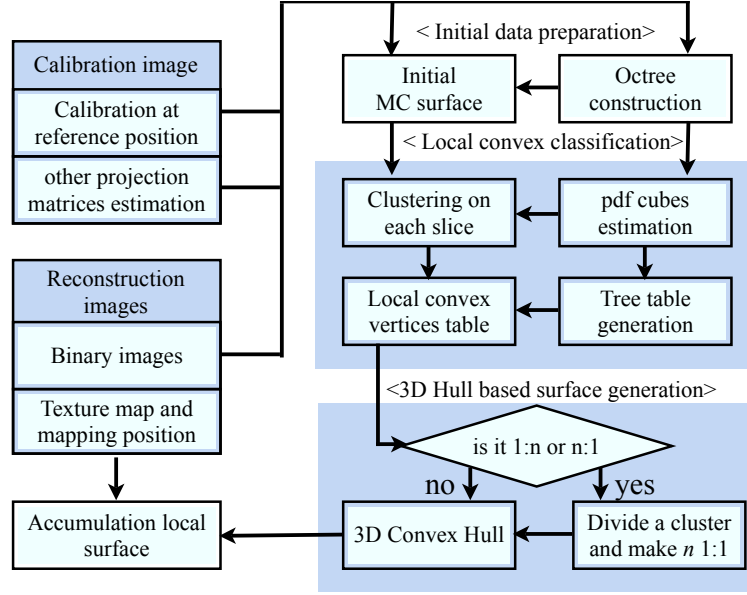 Calibration image
Calibration at
reference position
other projection
matrices estimation
Reconstruction
images
Binary images
Texture map and
mapping position
Accumulation local
surface
< Initial data preparation>
Initial
MC surface
Octree
construction
< Local convex classification>
Clustering on
each slice
pdf cubes
estimation
Local convex
vertices table
Tree table
generation
<3D Hull based surface generation>
is it 1:n or n:1
no
yes
3D Convex Hull
Divide a cluster
and make n 1:1